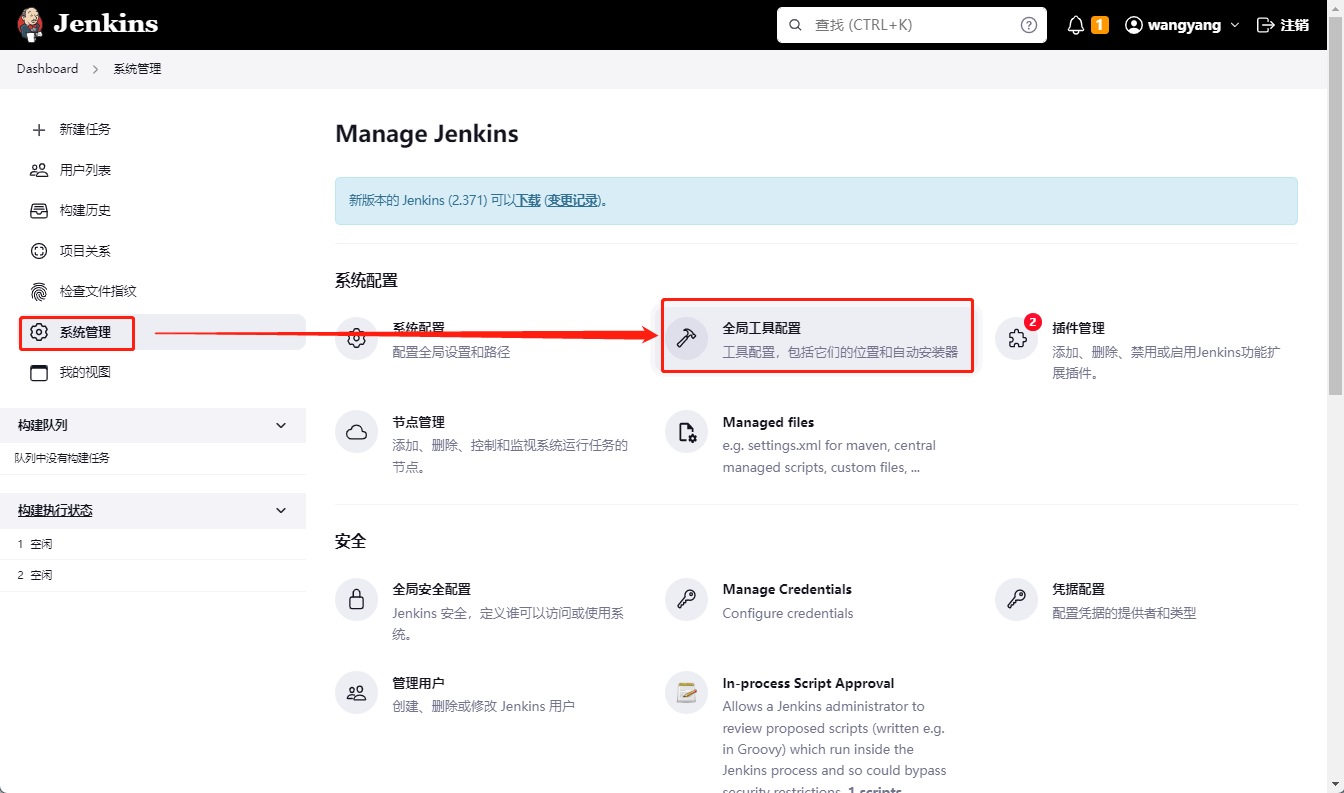 Jenkins
查找 (CTRL+K)
1
wangyang
注销
Dashboard
系统管理
新建任务
用户列表
构建历史
项目关系
检查文件指纹
系统管理
我的视图
构建队列
队列中没有构建任务
构建执行状态
1 空闲
2 空闲
Manage Jenkins
新版本的 Jenkins (2.371) 可以下载 (变更记录)。
系统配置
系统配置
配置全局设置和路径
全局工具配置
工具配置，包括它们的位置和自动安装器
2
插件管理
添加、删除、禁用或启用Jenkins功能扩
展插件。
节点管理
添加、删除、控制和监视系统运行任务的
节点。
Managed files
e.g. settings.xml for maven, central
managed scripts, custom files, ...
安全
全局安全配置
Jenkins 安全，定义谁可以访问或使用系
统。
Manage Credentials
Configure credentials
凭据配置
配置凭据的提供者和类型
管理用户
创建、删除或修改 Jenkins 用户
In-process Script Approval
Allows a Jenkins administrator to
review proposed scripts (written e.g.
in Groovy) which run inside the
Jenkins process and so could bypass
security restrictions. 1 scripts